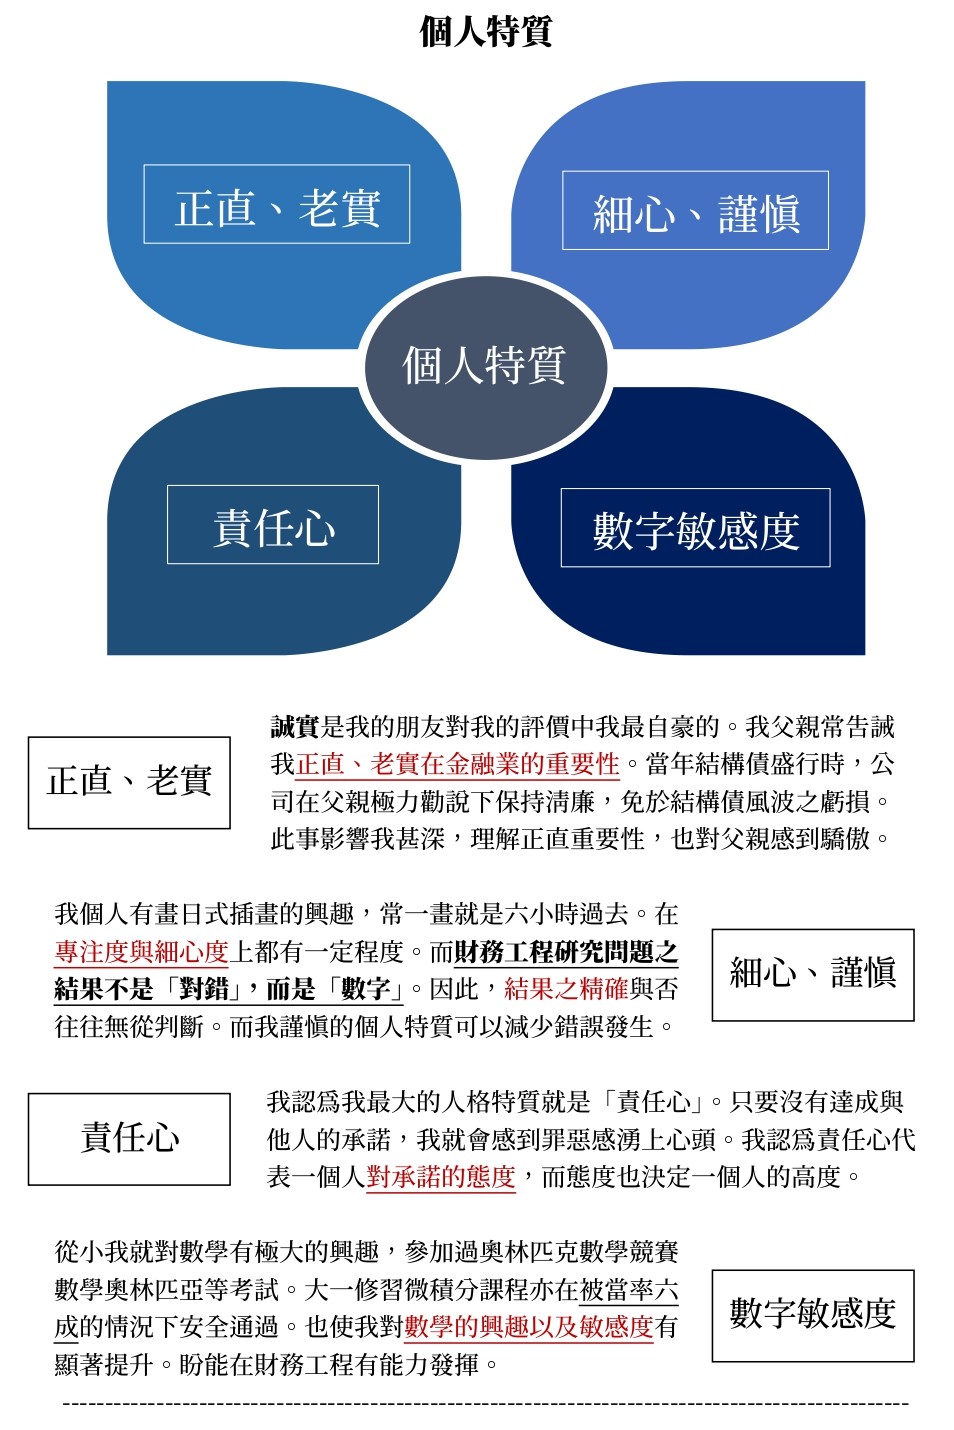 個人特質
正直、老實
細心、謹慎
個人特質
責任心
數字敏感度
正直、老實
誠實是我的朋友對我的評價中我最自豪的。我父親常告誡
我正直、老實在金融業的重要性。當年結構債盛行時，公
司在父親極力勸說下保持清廉，免於結構債風波之虧損。
此事影響我甚深，理解正直重要性，也對父親感到驕傲。
我個人有畫日式插畫的興趣，常一畫就是六小時過去。在
專注度與細心度上都有一定程度。而財務工程研究問題之
結果不是「對錯」，而是「數字」。因此，結果之精確與否
往往無從判斷。而我謹慎的個人特質可以減少錯誤發生。
細心、謹慎
責任心
我認為我最大的人格特質就是「責任心」。只要沒有達成與
他人的承諾，我就會感到罪惡感湧上心頭。我認為責任心代
表一個人對承諾的態度，而態度也決定一個人的高度。
從小我就對數學有極大的興趣，參加過奧林匹克數學競賽
數學奧林匹亞等考試。大一修習微積分課程亦在被當率六
成的情況下安全通過。也使我對數學的興趣以及敏感度有
顯著提升。盼能在財務工程有能力發揮。
數字敏感度